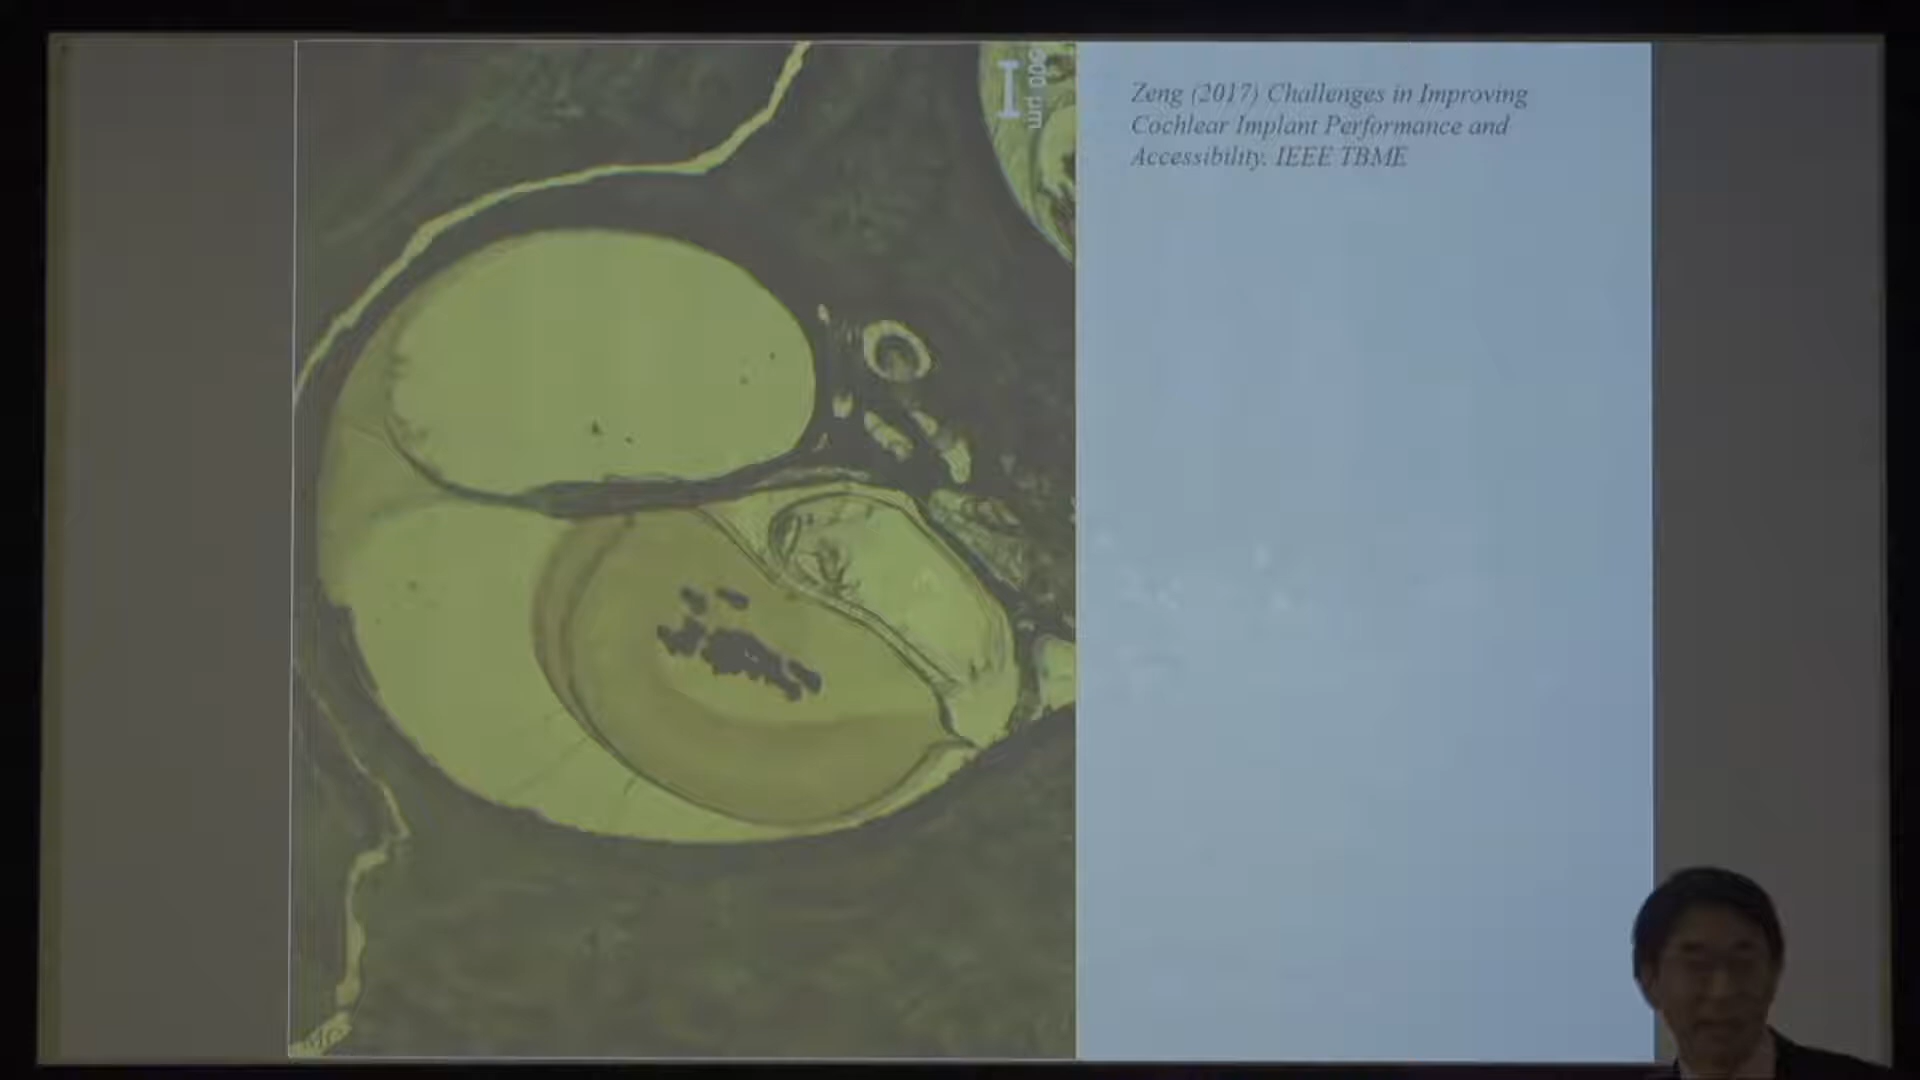 Zeng (2017) Challenges in Improving
Cochlear Implant Performance and
Accessibility. IEEE TBME